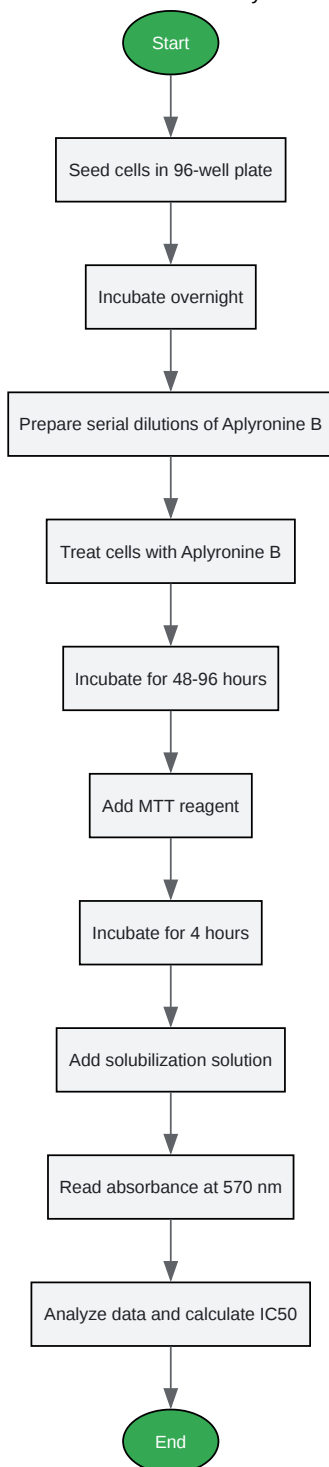 Start
Seed cells in 96-well plate
Incubate overnight
Prepare serial dilutions of Aplyronine B
Treat cells with Aplyronine B
Incubate for 48-96 hours
Add MTT reagent
Incubate for 4 hours
Add solubilization solution
Read absorbance at 570 nm
Analyze data and calculate IC50
End